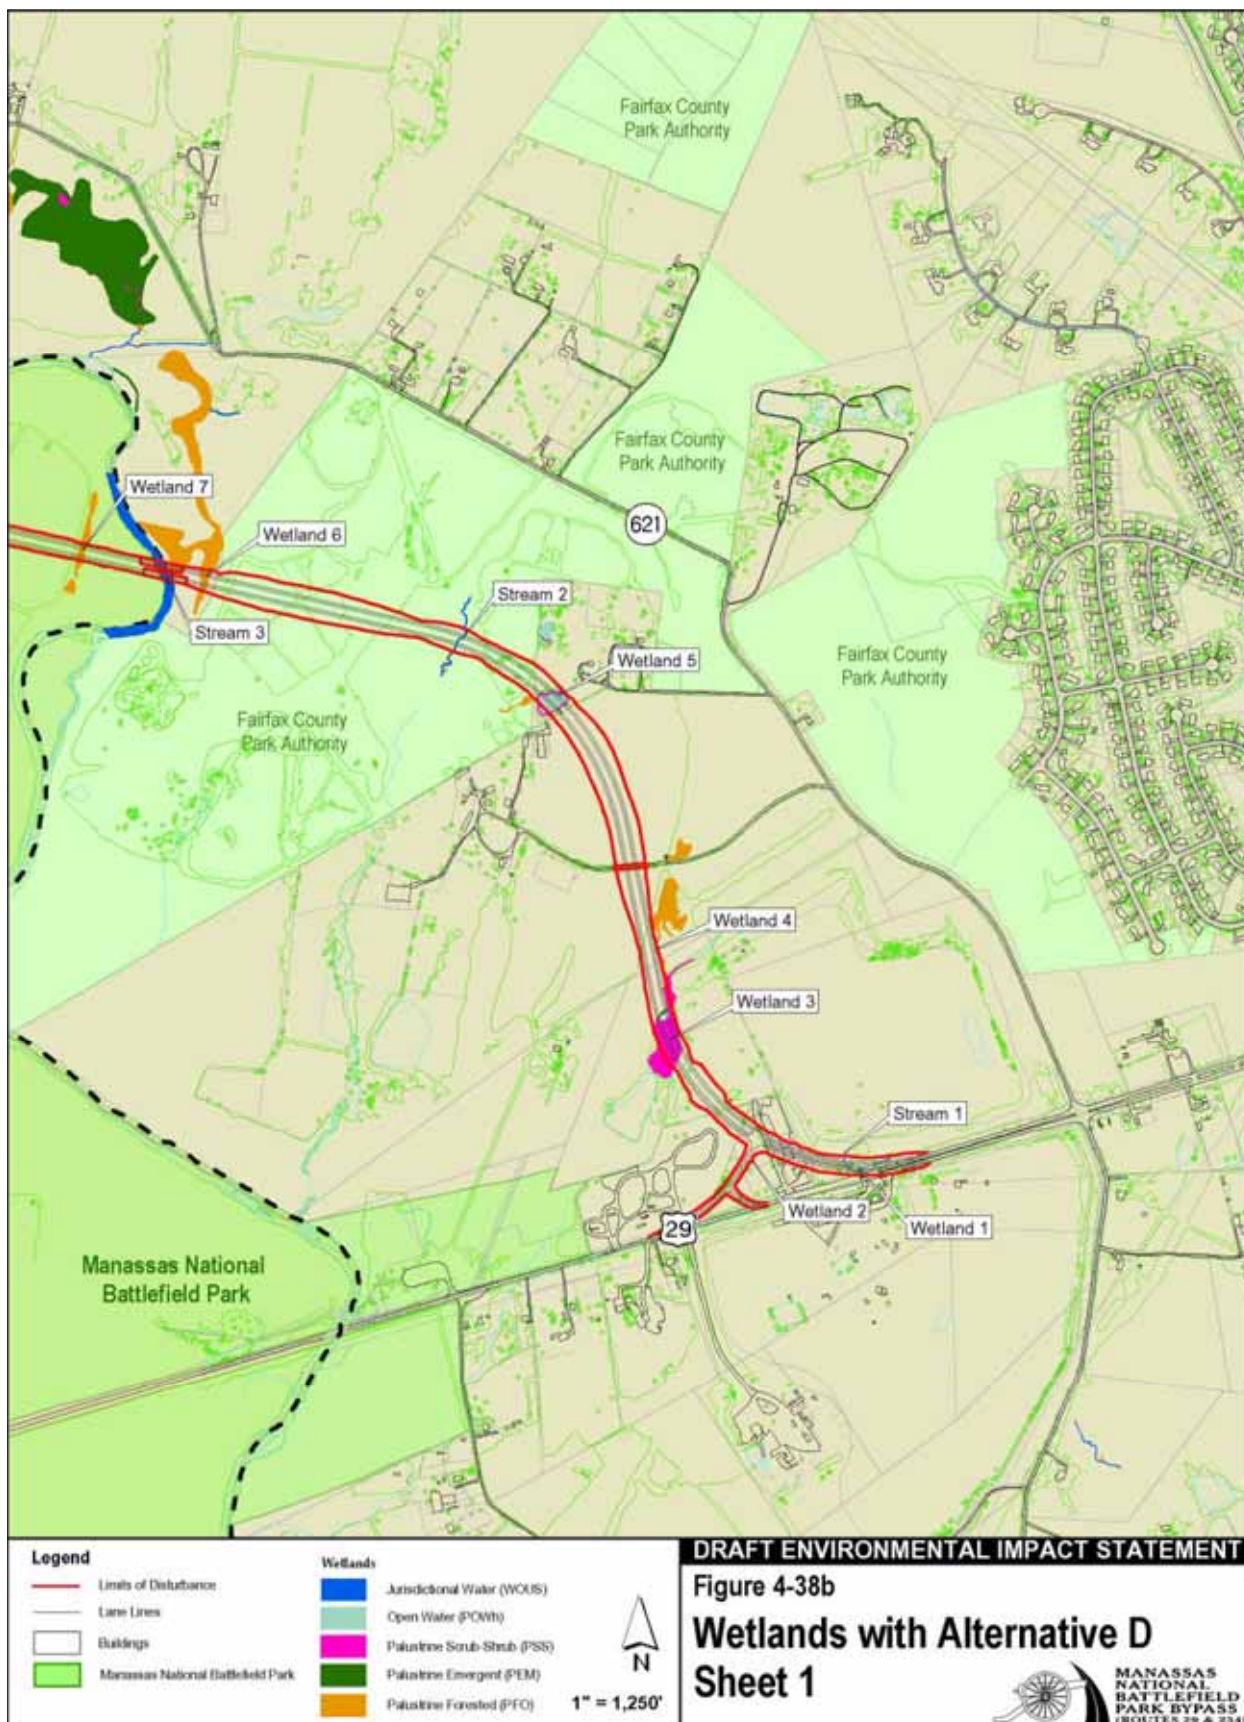 Fairfax County
Park Authority
Wetland 7
Wetland 6
Fairfax County
Park Authority
621
Stream 2
Stream 3
Wetland 5
Fairfax County
Park Authority
Fairfax County
Park Authority
Wetland 4
Wetland 3
Stream 1
Wetland 2
Wetland 1
29
Manassas National
Battlefield Park
Legend
Limits of Disturbance
Lane Lines
Buildings
Manassas National Battlefield Park
Wetlands
Jurisdictional Water (WOUS)
Open Water (POWh)
Palustrine Scrub-Shrub (PSS)
Palustrine Emergent (PEM)
Palustrine Forested (PFO)
N
1" = 1,250'
DRAFT ENVIRONMENTAL IMPACT STATEMENT
Figure 4-38b
Wetlands with Alternative D
Sheet 1
MANASSAS
NATIONAL
BATTLEFIELD
PARK BYPASS
(ROUTES 29 & 234)